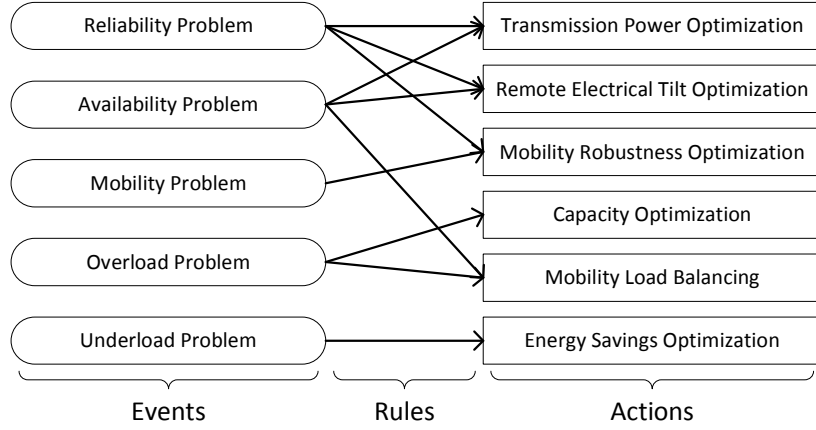 Reliability Problem
Transmission Power Optimization
Availability Problem
Remote Electrical Tilt Optimization
Mobility Problem
Mobility Robustness Optimization
Capacity Optimization
Overload Problem
Mobility Load Balancing
Underload Problem
Energy Savings Optimization
Events
Rules
Actions